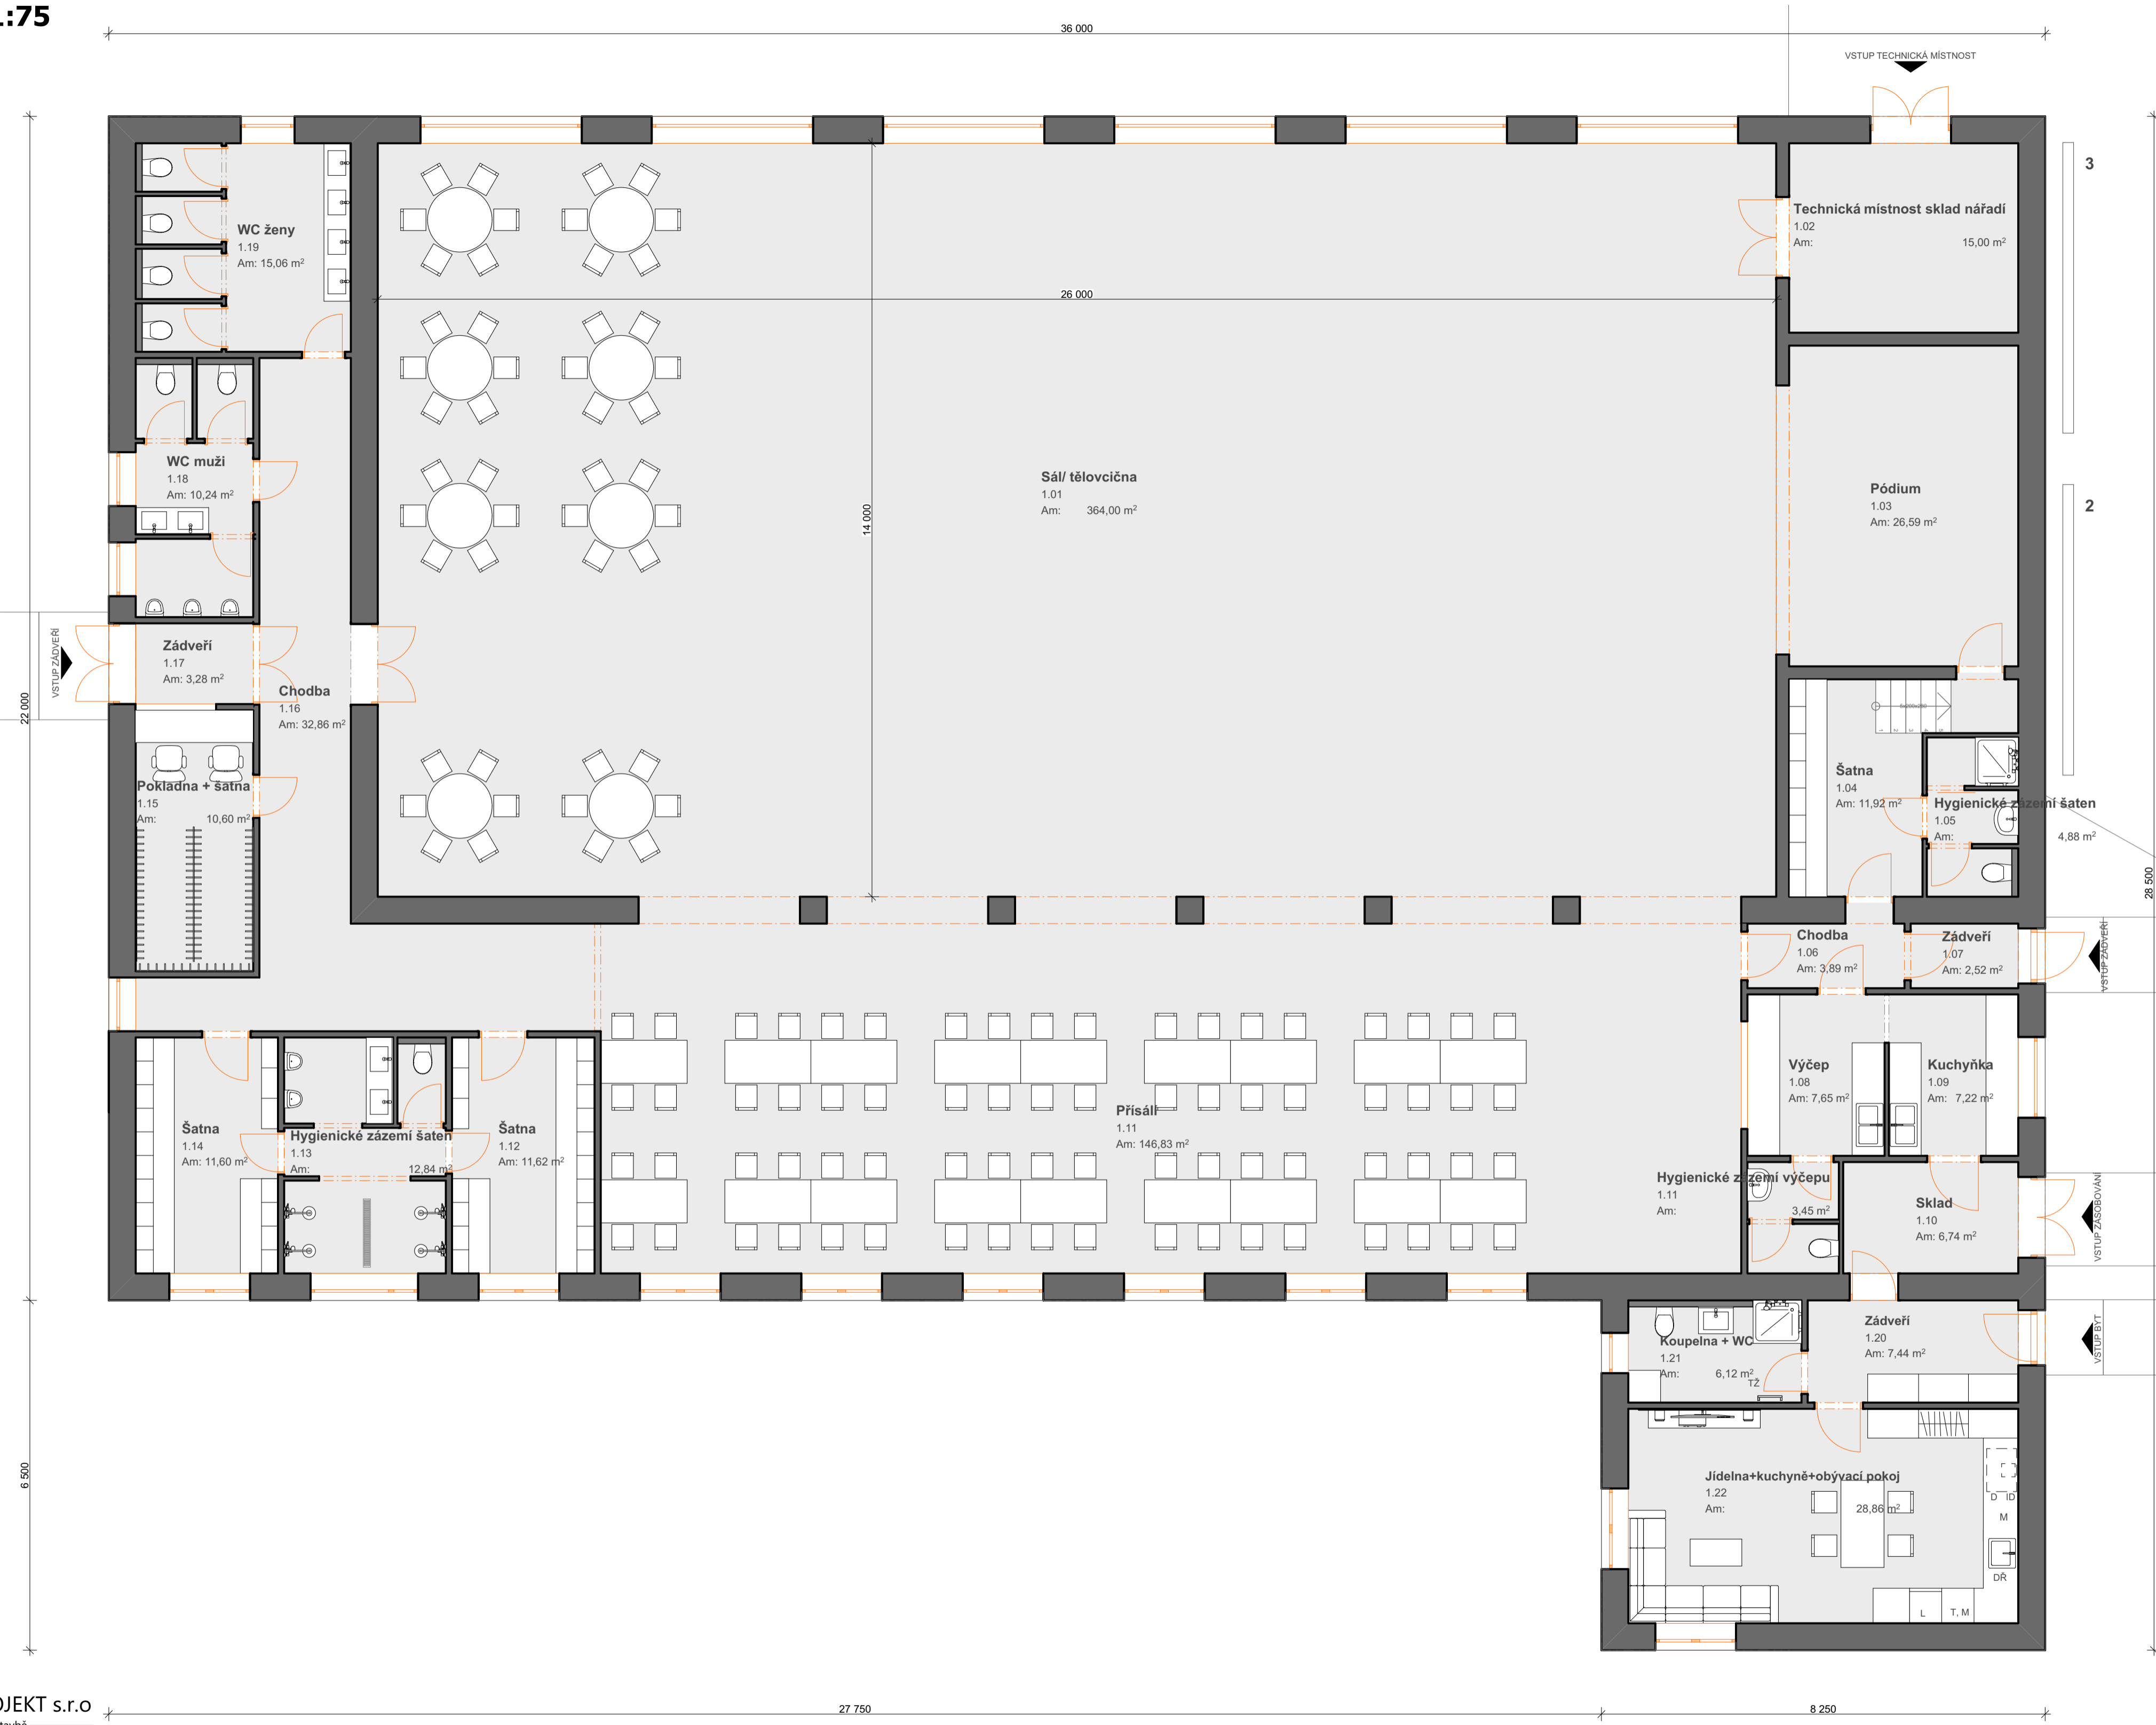 1:75
36 000
VSTUP TECHNICKÁ MÍSTNOST
3
Technická místnost sklad nářadí
1.02
Am: 15,00 m²
WC ženy
1.19
Am: 15,06 m²
26 000
WC muži
1.18
Am: 10,24 m²
Sál/ tělovcična
1.01
Am: 364,00 m²
14 000
Pódium
1.03
Am: 26,59 m²
2
VSTUP ZÁDVEŘÍ
Zádveří
1.17
Am: 3,28 m²
22 000
Chodba
1.16
Am: 32,86 m²
Pokladna + šatna
1.15
Am: 10,60 m²
5x200x250
1 2 3 4 5
Šatna
1.04
Am: 11,92 m²
Hygienické zázemí šaten
1.05
Am: 4,88 m²
28 500
Chodba
1.06
Am: 3,89 m²
Zádveří
1.07
Am: 2,52 m²
VSTUP ZÁDVEŘÍ
Výčep
1.08
Am: 7,65 m²
Kuchyňka
1.09
Am: 7,22 m²
Přísálí
1.11
Am: 146,83 m²
Šatna
1.14
Am: 11,60 m²
Hygienické zázemí šaten
1.13
Am: 12,84 m²
Šatna
1.12
Am: 11,62 m²
Hygienické zázemí výčepu
1.11
Am: 3,45 m²
Sklad
1.10
Am: 6,74 m²
VSTUP ZÁSOBOVÁNÍ
Koupelna + WC
1.21
Am: 6,12 m²
TŽ
Zádveří
1.20
Am: 7,44 m²
VSTUP BYT
6 500
Jídelna+kuchyně+obývací pokoj
1.22
Am: 28,86 m²
D ID
M
DŘ
L
T, M
OJEKT s.r.o
27 750
8 250